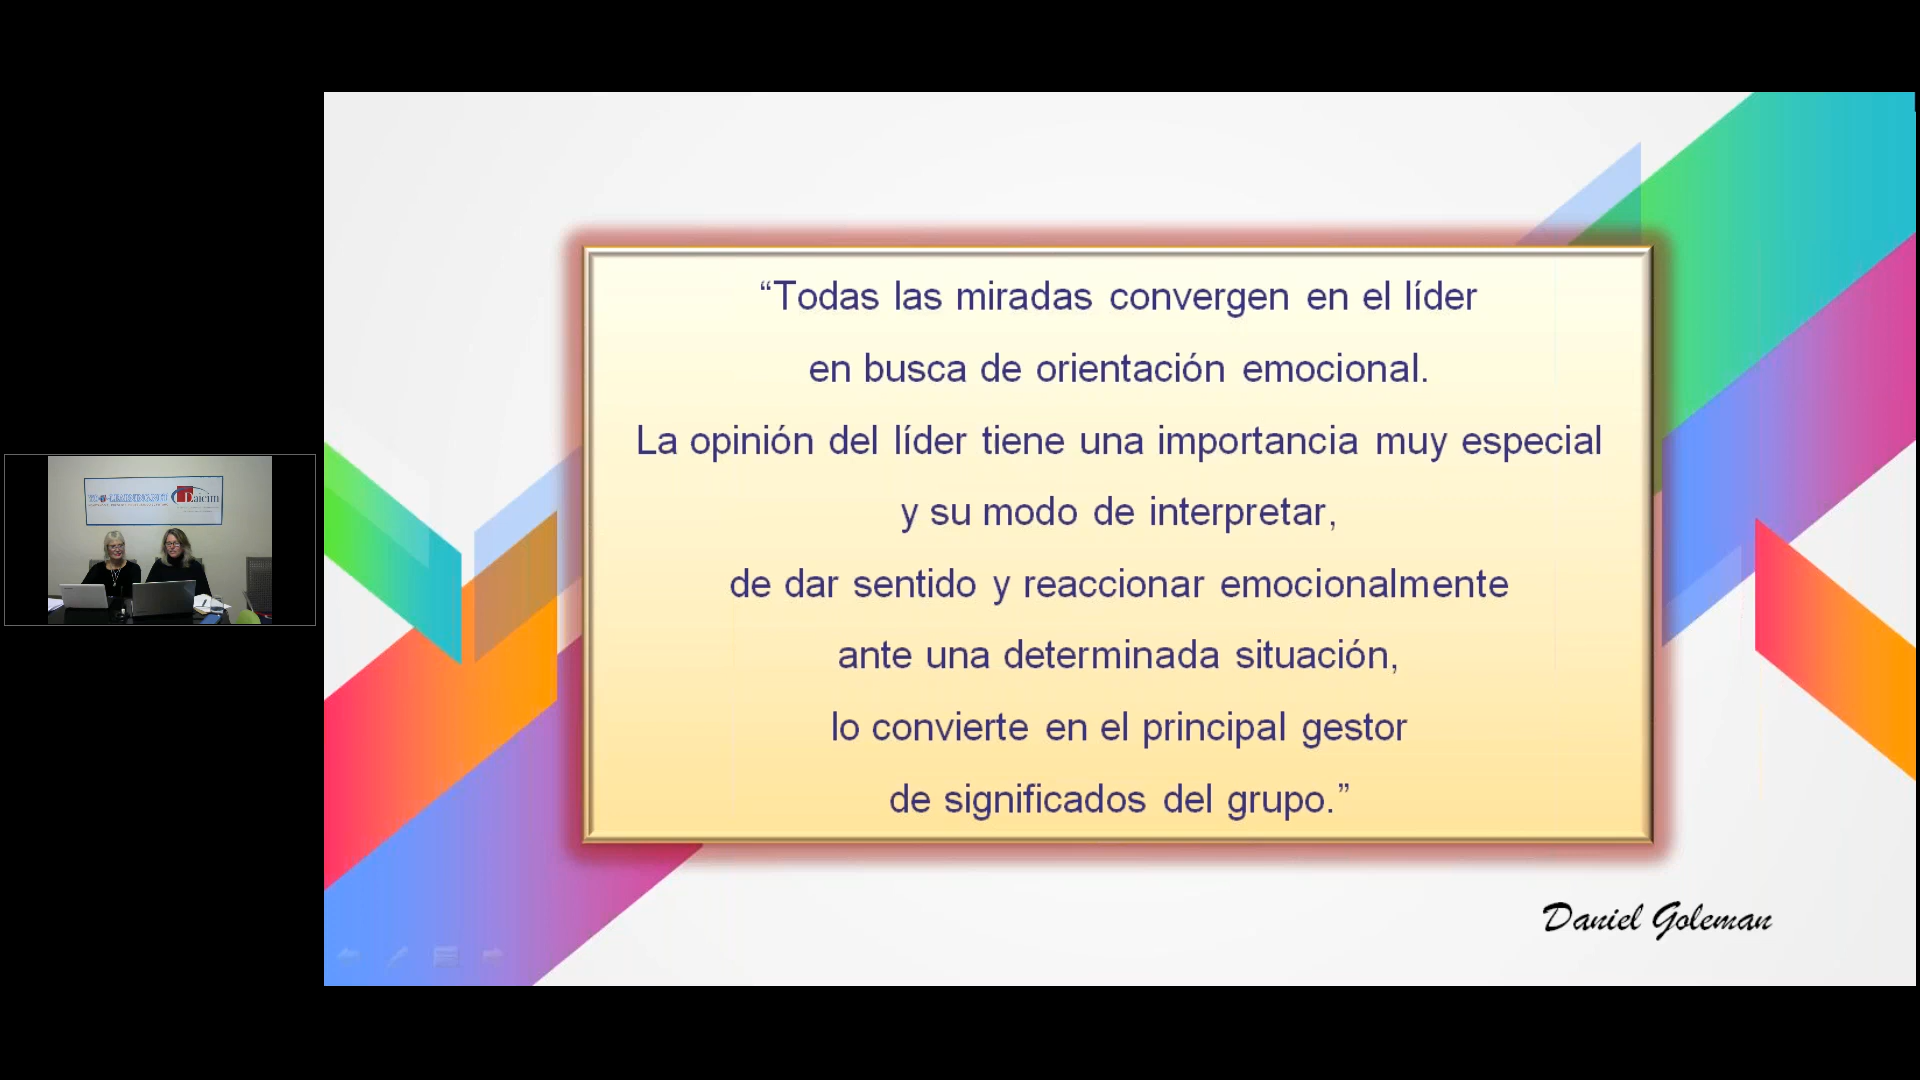 “Todas las miradas convergen en el líder
en busca de orientación emocional.
La opinión del líder tiene una importancia muy especial
y su modo de interpretar,
de dar sentido y reaccionar emocionalmente
ante una determinada situación,
lo convierte en el principal gestor
de significados del grupo.”
Daniel Goleman
Daicim